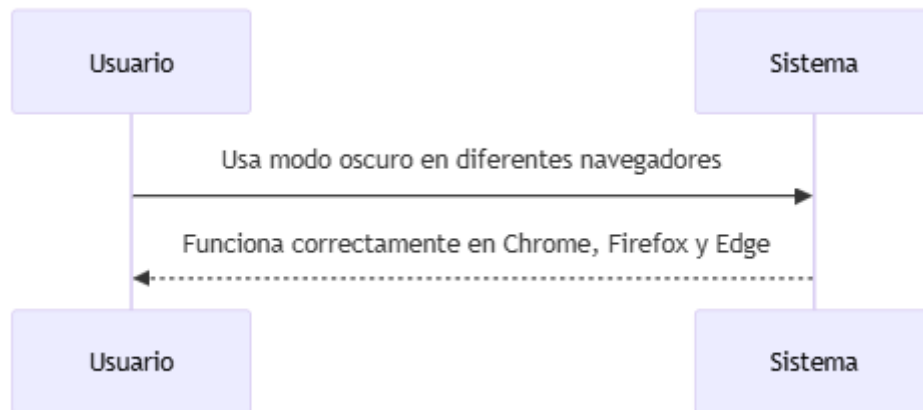 Usuario
Sistema
Usa modo oscuro en diferentes navegadores
Funciona correctamente en Chrome, Firefox y Edge
Usuario
Sistema